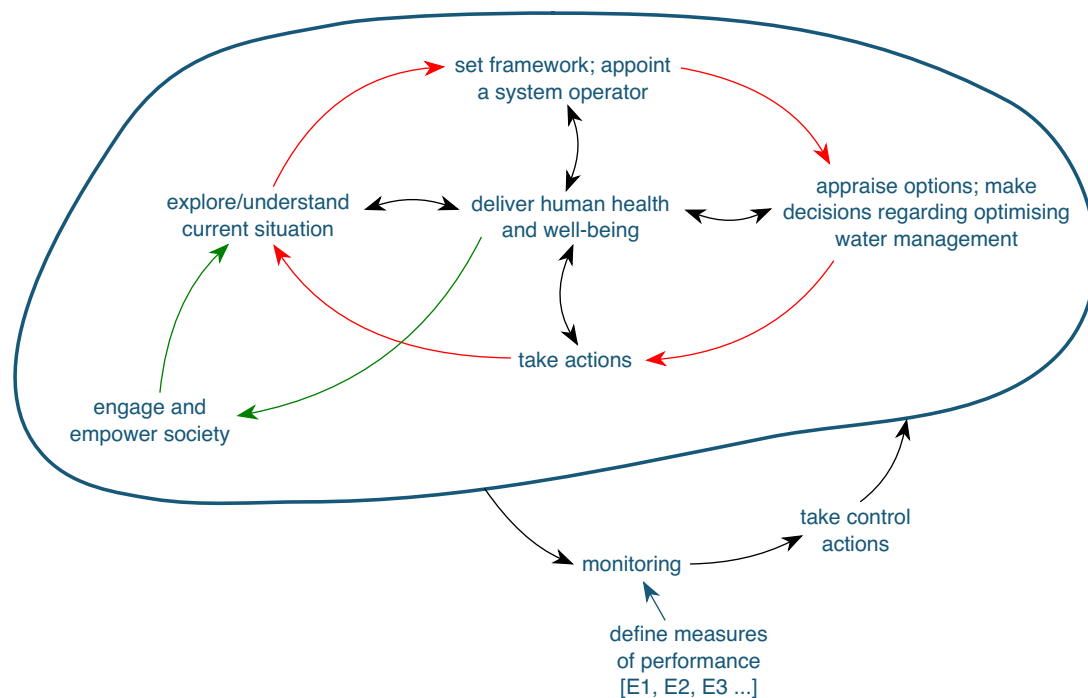 set framework; appoint
a system operator
explore/understand
current situation
deliver human health
and well-being
appraise options; make
decisions regarding optimising
water management
take actions
engage and
empower society
take control
actions
monitoring
define measures
of performance
[E1, E2, E3 ...]